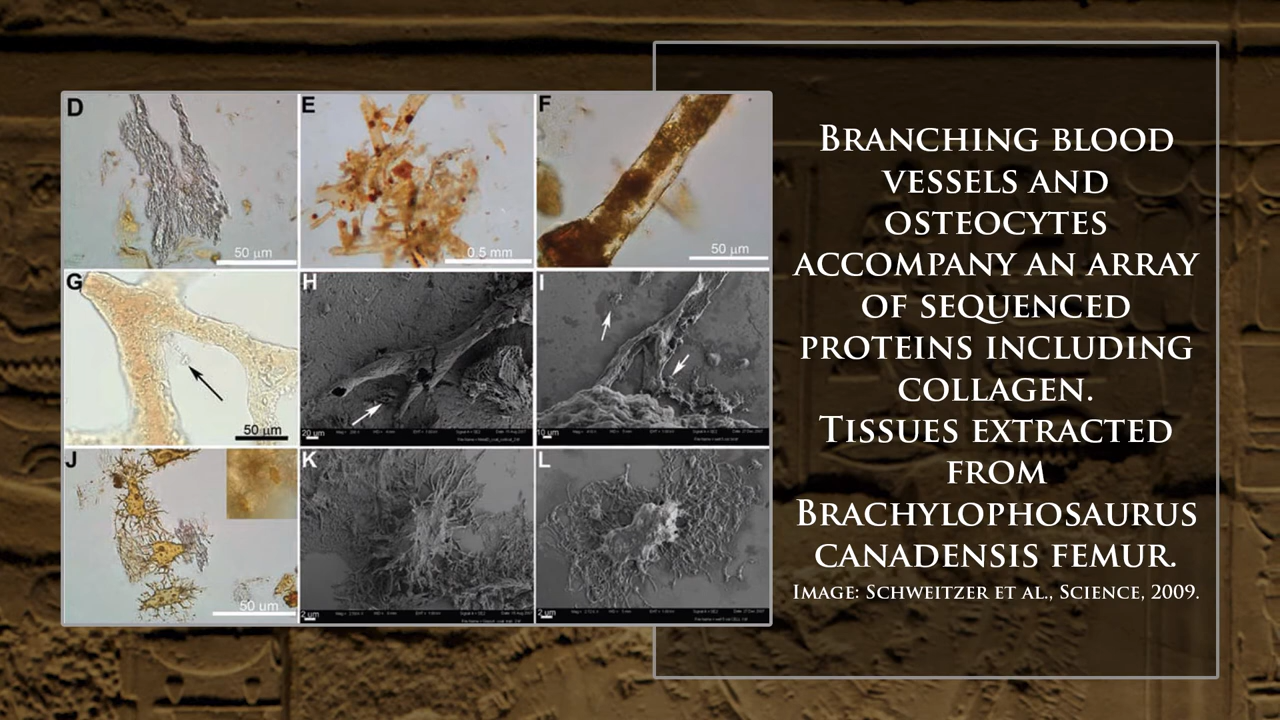 D
E
F
50 µm
0.5 mm
50 µm
G
H
I
50 µm
20 µm
10 µm
J
K
L
50 µm
2 µm
2 µm
Branching blood
vessels and
osteocytes
accompany an array
of sequenced
proteins including
collagen.
Tissues extracted
from
Brachylophosaurus
canadensis femur.
Image: Schweitzer et al., Science, 2009.